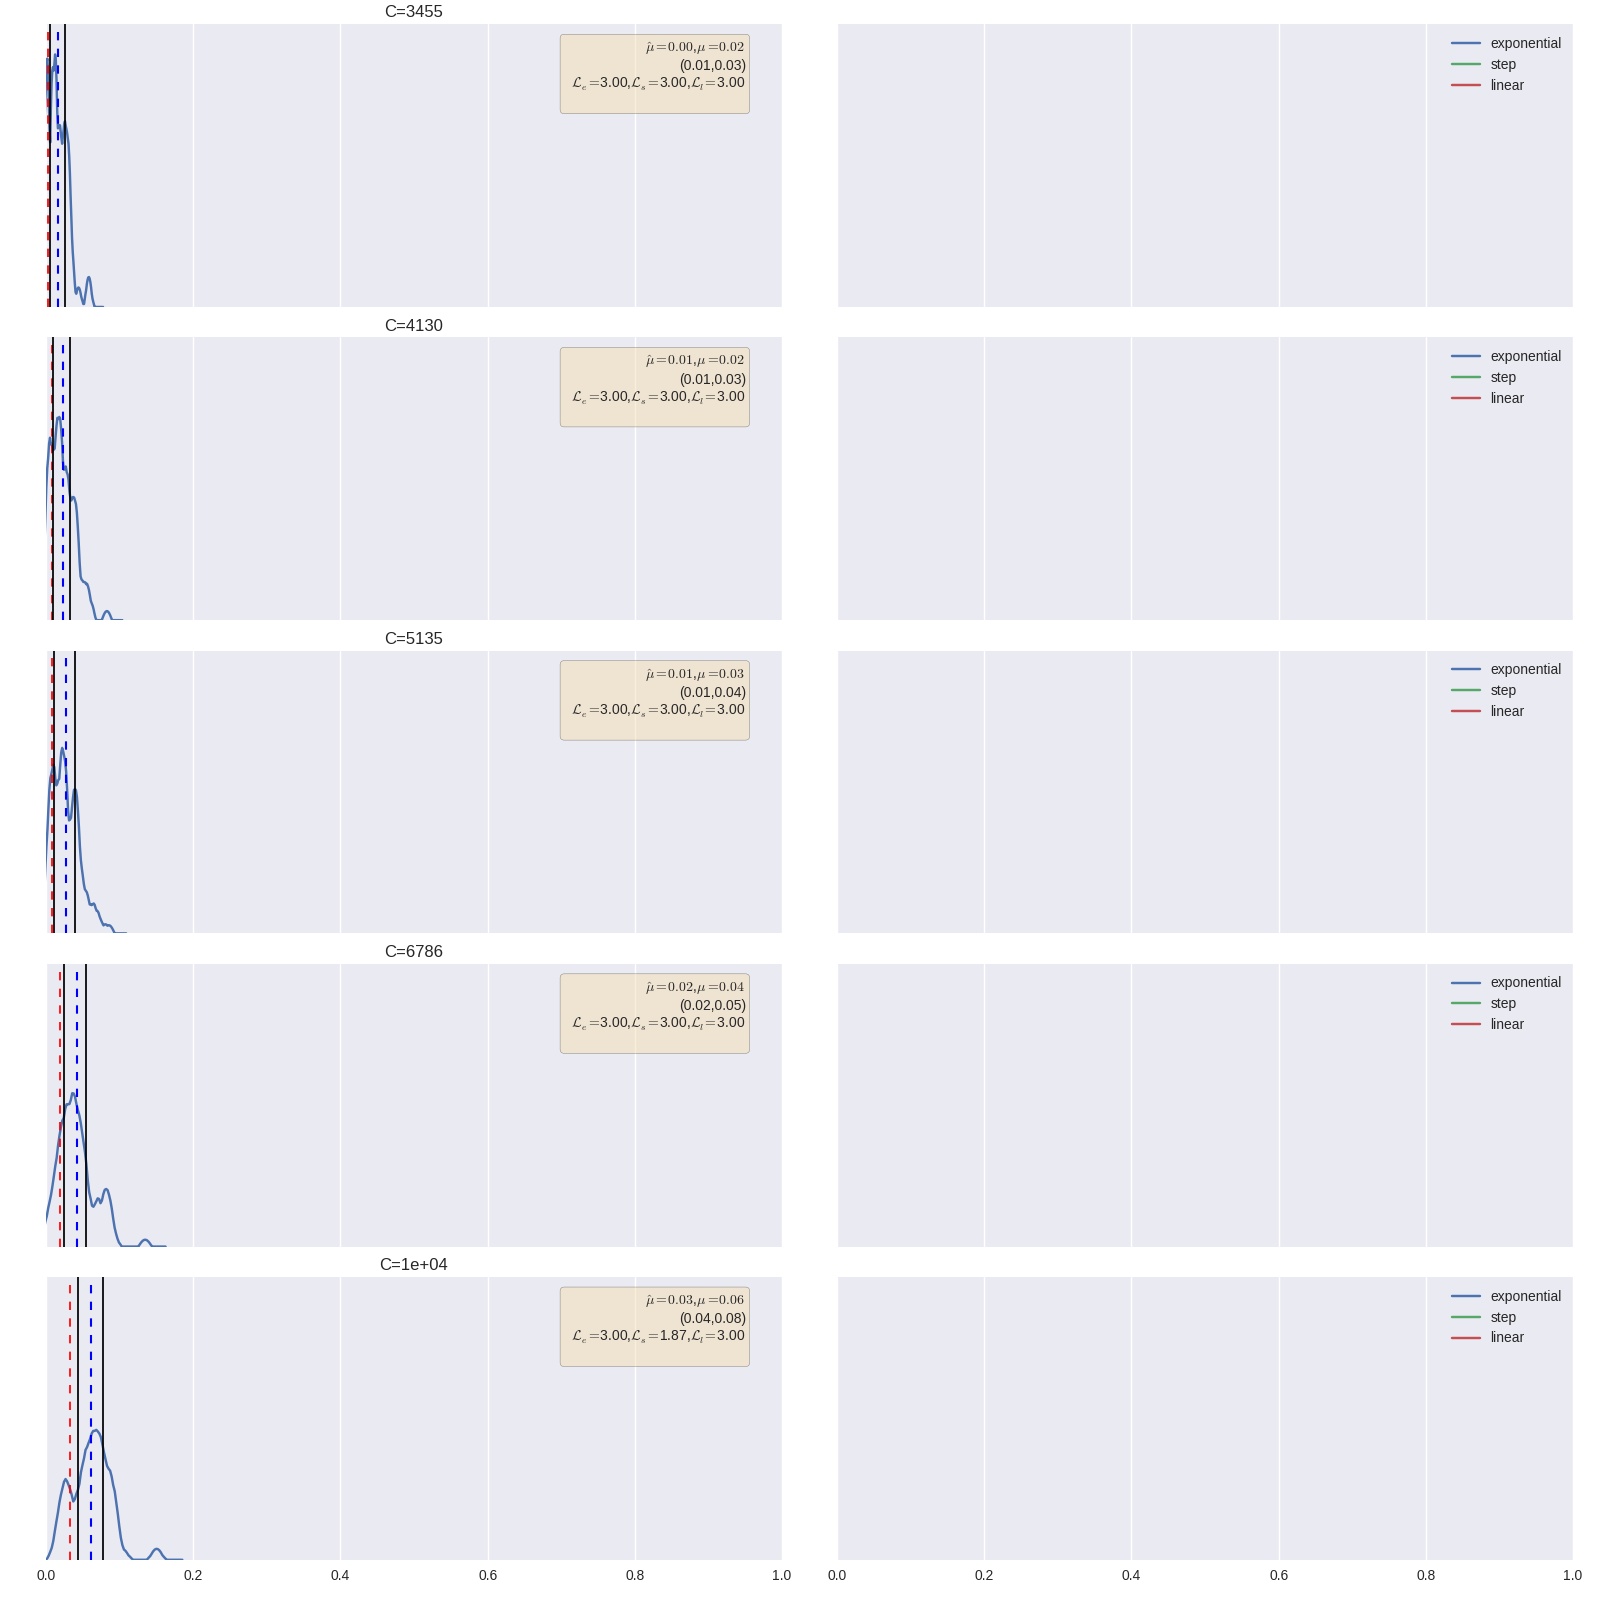 C=3455
μ̂=0.00,μ=0.02
(0.01,0.03)
ℒₑ=3.00,ℒₛ=3.00,ℒₗ=3.00
exponential
step
linear
C=4130
μ̂=0.01,μ=0.02
(0.01,0.03)
ℒₑ=3.00,ℒₛ=3.00,ℒₗ=3.00
exponential
step
linear
C=5135
μ̂=0.01,μ=0.03
(0.01,0.04)
ℒₑ=3.00,ℒₛ=3.00,ℒₗ=3.00
exponential
step
linear
C=6786
μ̂=0.02,μ=0.04
(0.02,0.05)
ℒₑ=3.00,ℒₛ=3.00,ℒₗ=3.00
exponential
step
linear
C=1e+04
μ̂=0.03,μ=0.06
(0.04,0.08)
ℒₑ=3.00,ℒₛ=1.87,ℒₗ=3.00
exponential
step
linear
0.0 0.2 0.4 0.6 0.8 1.0
0.0 0.2 0.4 0.6 0.8 1.0